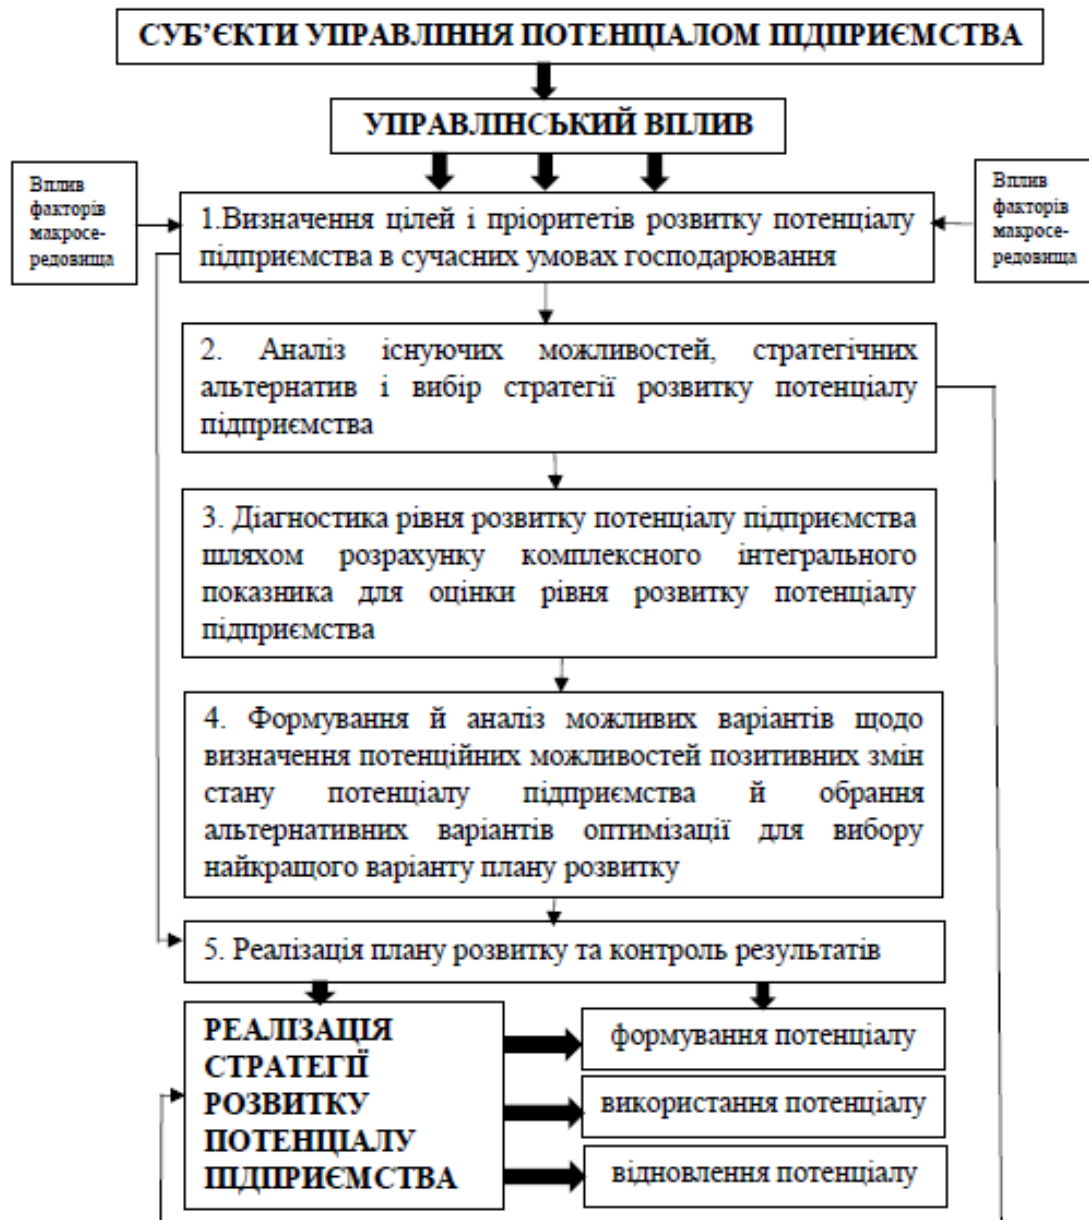 СУБ’ЄКТИ УПРАВЛІННЯ ПОТЕНЦІАЛОМ ПІДПРИЄМСТВА
УПРАВЛІНСЬКИЙ ВПЛИВ
Вплив
факторів
макросе-
редовища
1.Визначення цілей і пріоритетів розвитку потенціалу
підприємства в сучасних умовах господарювання
Вплив
факторів
макросе-
редовища
2. Аналіз існуючих можливостей, стратегічних
альтернатив і вибір стратегії розвитку потенціалу
підприємства
3. Діагностика рівня розвитку потенціалу підприємства
шляхом розрахунку комплексного інтегрального
показника для оцінки рівня розвитку потенціалу
підприємства
4. Формування й аналіз можливих варіантів щодо
визначення потенційних можливостей позитивних змін
стану потенціалу підприємства й обрання
альтернативних варіантів оптимізації для вибору
найкращого варіанту плану розвитку
5. Реалізація плану розвитку та контроль результатів
РЕАЛІЗАЦІЯ
СТРАТЕГІЇ
РОЗВИТКУ
ПОТЕНЦІАЛУ
ПІДПРИЄМСТВА
формування потенціалу
використання потенціалу
відновлення потенціалу